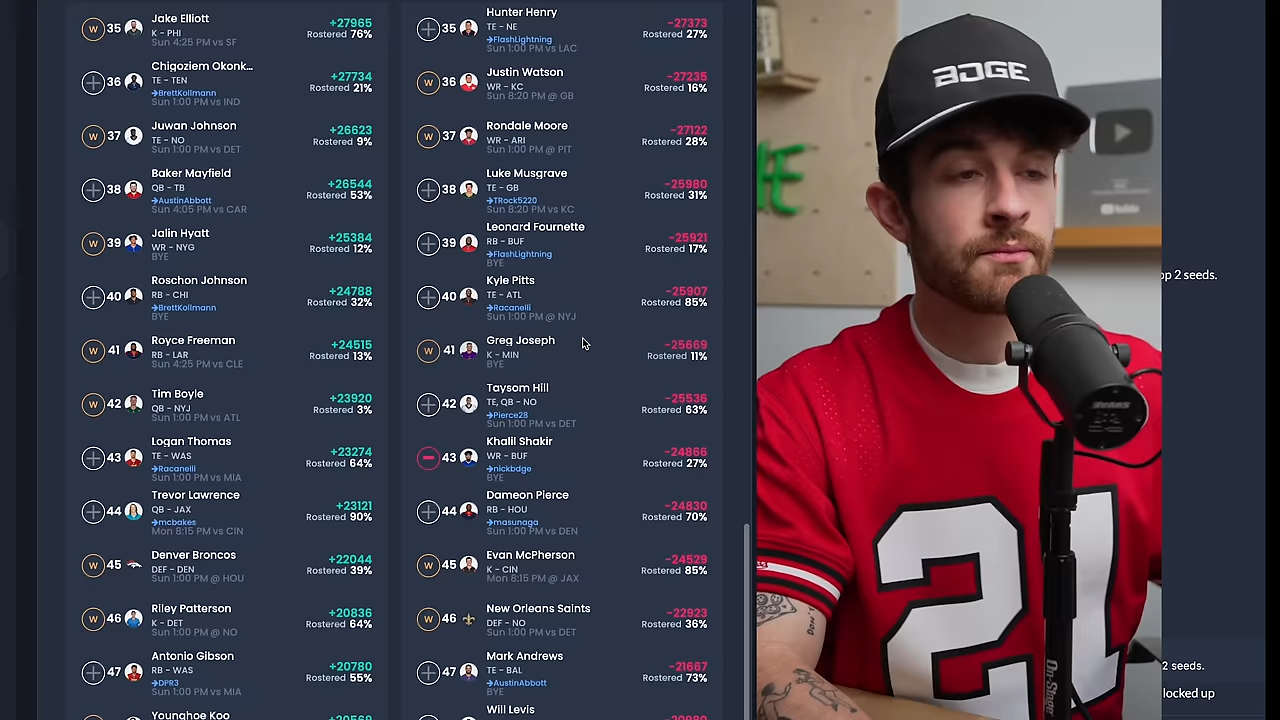 W 35 Jake Elliott +27965
K - PHI Rostered 76%
Sun 4:25 PM vs SF
36 Chigoziem Okonk... +27734
TE - TEN Rostered 21%
➔BrettKollmann
Sun 1:00 PM vs IND
W 37 Juwan Johnson +26623
TE - NO Rostered 9%
Sun 1:00 PM vs DET
38 Baker Mayfield +26544
QB - TB Rostered 53%
➔AustinAbbott
Sun 4:05 PM vs CAR
W 39 Jalin Hyatt +25384
WR - NYG Rostered 12%
BYE
40 Roschon Johnson +24788
RB - CHI Rostered 32%
➔BrettKollmann
BYE
W 41 Royce Freeman +24515
RB - LAR Rostered 13%
Sun 4:25 PM vs CLE
W 42 Tim Boyle +23920
QB - NYJ Rostered 3%
Sun 1:00 PM vs ATL
43 Logan Thomas +23274
TE - WAS Rostered 64%
➔Racanelli
Sun 1:00 PM vs MIA
44 Trevor Lawrence +23121
QB - JAX Rostered 90%
➔mcbakes
Mon 8:15 PM vs CIN
W 45 Denver Broncos +22044
DEF - DEN Rostered 39%
Sun 1:00 PM @ HOU
W 46 Riley Patterson +20836
K - DET Rostered 64%
Sun 1:00 PM @ NO
47 Antonio Gibson +20780
RB - WAS Rostered 55%
➔DPR3
Sun 1:00 PM vs MIA
Younghoe Koo +20569
35 Hunter Henry -27373
TE - NE Rostered 27%
➔FlashLightning
Sun 1:00 PM vs LAC
W 36 Justin Watson -27235
WR - KC Rostered 16%
Sun 8:20 PM @ GB
W 37 Rondale Moore -27122
WR - ARI Rostered 28%
Sun 1:00 PM @ PIT
38 Luke Musgrave -25980
TE - GB Rostered 31%
➔TRock5220
Sun 8:20 PM vs KC
39 Leonard Fournette -25921
RB - BUF Rostered 17%
➔FlashLightning
BYE
40 Kyle Pitts -25907
TE - ATL Rostered 85%
➔Racanelli
Sun 1:00 PM @ NYJ
W 41 Greg Joseph -25669
K - MIN Rostered 11%
BYE
42 Taysom Hill -25536
TE, QB - NO Rostered 63%
➔Pierce28
Sun 1:00 PM vs DET
43 Khalil Shakir -24866
WR - BUF Rostered 27%
➔nickbdge
BYE
44 Dameon Pierce -24830
RB - HOU Rostered 70%
➔masunaga
Sun 1:00 PM vs DEN
W 45 Evan McPherson -24529
K - CIN Rostered 85%
Mon 8:15 PM @ JAX
W 46 New Orleans Saints -22923
DEF - NO Rostered 36%
Sun 1:00 PM vs DET
47 Mark Andrews -21667
TE - BAL Rostered 73%
➔AustinAbbott
BYE
Will Levis -20980
BDGE
YouTube
21
On-Stage
op 2 seeds.
2 seeds.
locked up